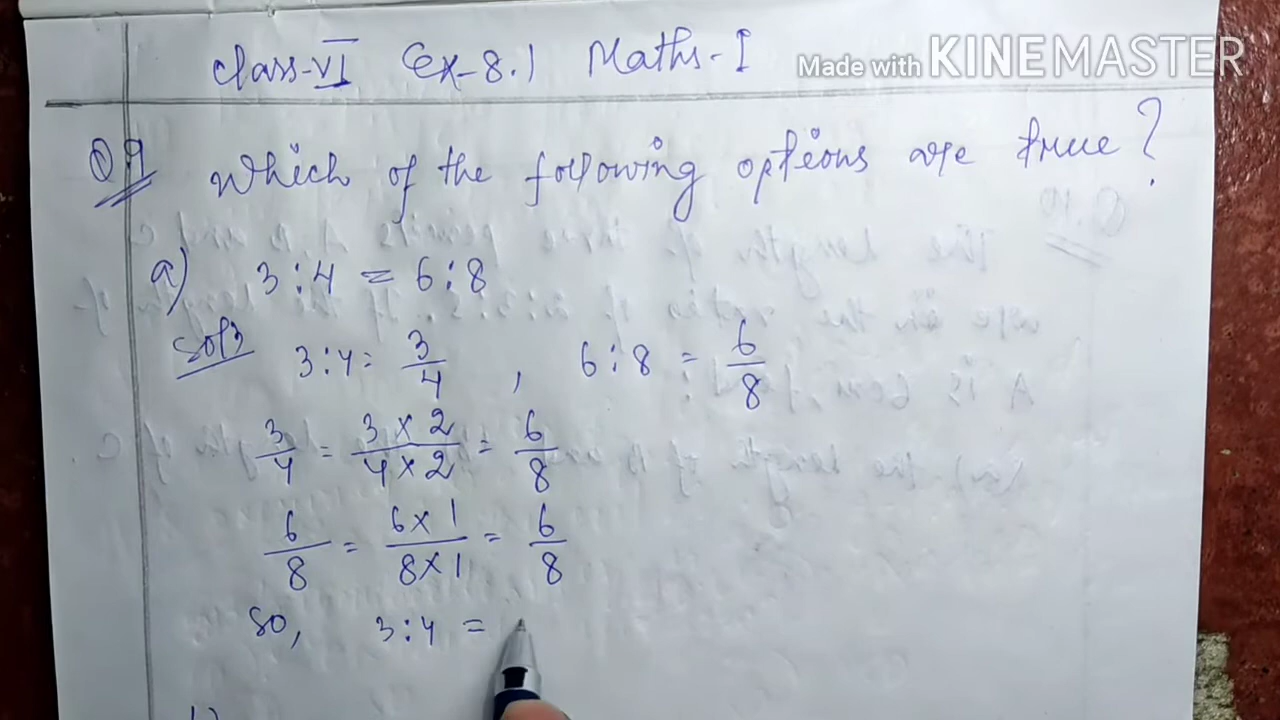 Class-VI Ex-8.1 Maths-I
Made with KINEMASTER
Q9 Which of the following options are true?
a) 3:4 = 6:8
Sol: 3:4 = 3/4 , 6:8 = 6/8
3/4 = 3×2/4×2 = 6/8
6/8 = 6×1/8×1 = 6/8
So, 3:4 =